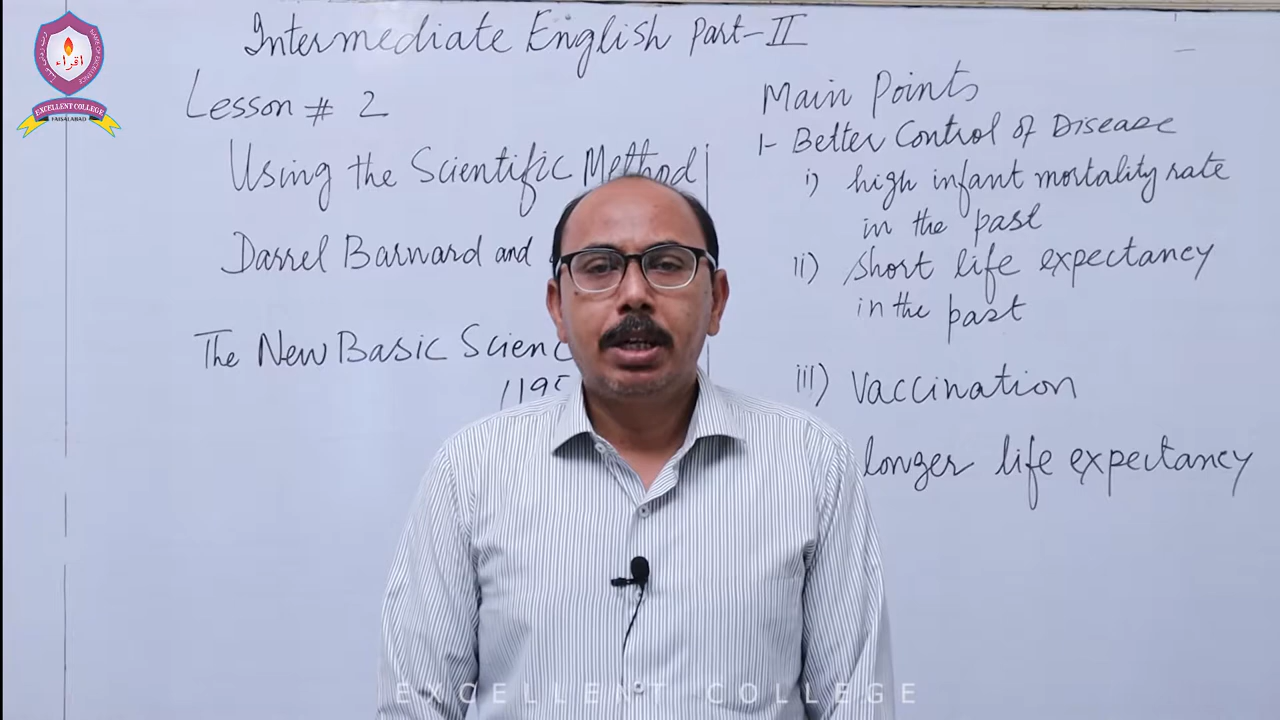 Intermediate English Part-II
Lesson # 2
Using the Scientific Method
Darrel Barnard and
The New Basic Scienc
(195
Main Points
1- Better Control of Disease
i) high infant mortality rate
in the past
ii) short life expectancy
in the past
iii) Vaccination
longer life expectancy
اقراء
EXCELLENT COLLEGE
FAISALABAD
EXCELLENT COLLEGE